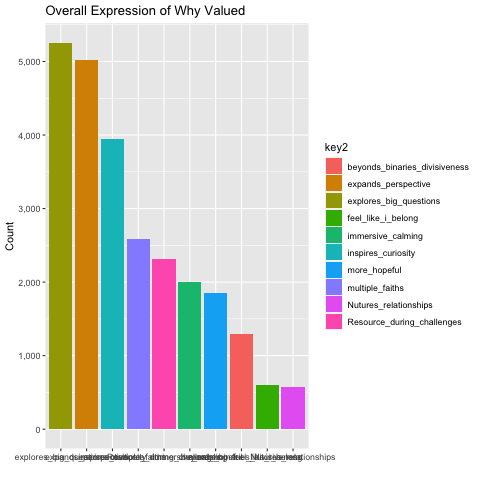 Overall Expression of Why Valued
5,000
4,000
3,000
2,000
1,000
0
Count
key2
beyonds_binaries_divisiveness
expands_perspective
explores_big_questions
feel_like_i_belong
immersive_calming
inspires_curiosity
more_hopeful
multiple_faiths
Nutures_relationships
Resource_during_challenges